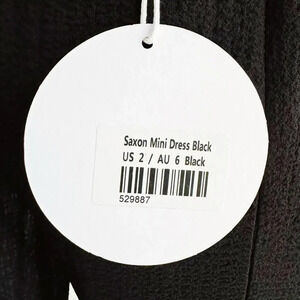 Saxon Mini Dress Black
US 2 / AU 6 Black
529887